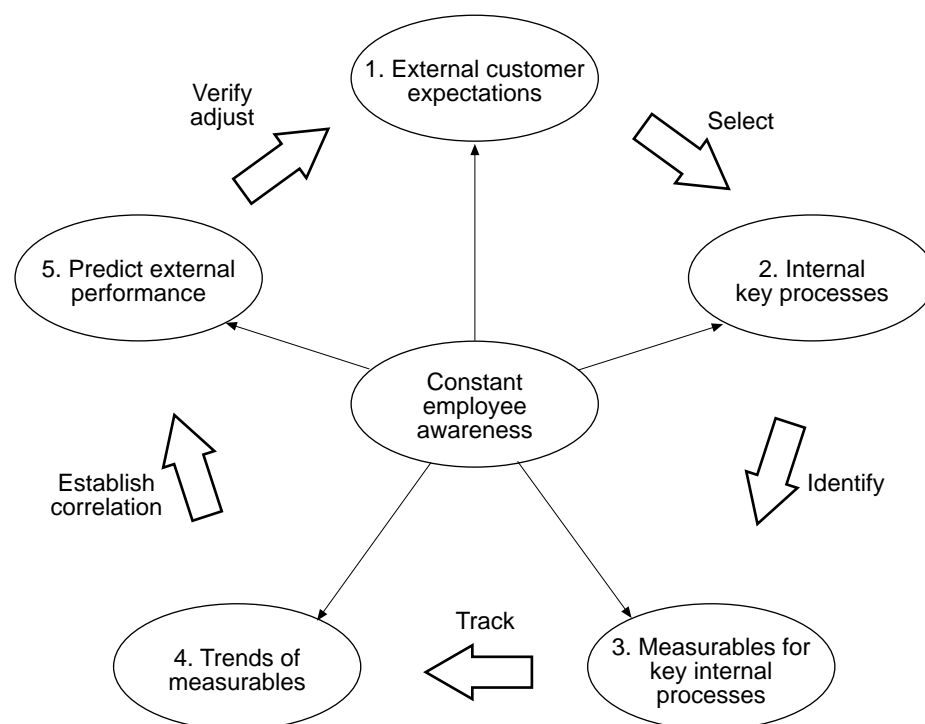 1. External customer
expectations
Verify
adjust
Select
5. Predict external
performance
2. Internal
key processes
Constant
employee
awareness
Establish
correlation
Identify
Track
4. Trends of
measurables
3. Measurables for
key internal
processes